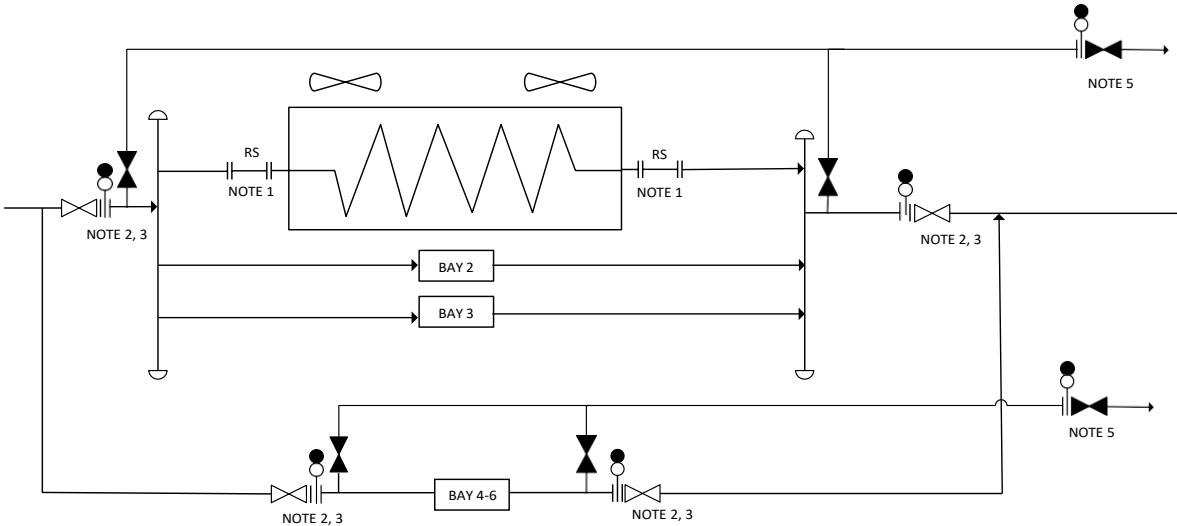 NOTE 5
RS
RS
NOTE 1
NOTE 1
NOTE 2, 3
NOTE 2, 3
BAY 2
BAY 3
NOTE 5
BAY 4-6
NOTE 2, 3
NOTE 2, 3